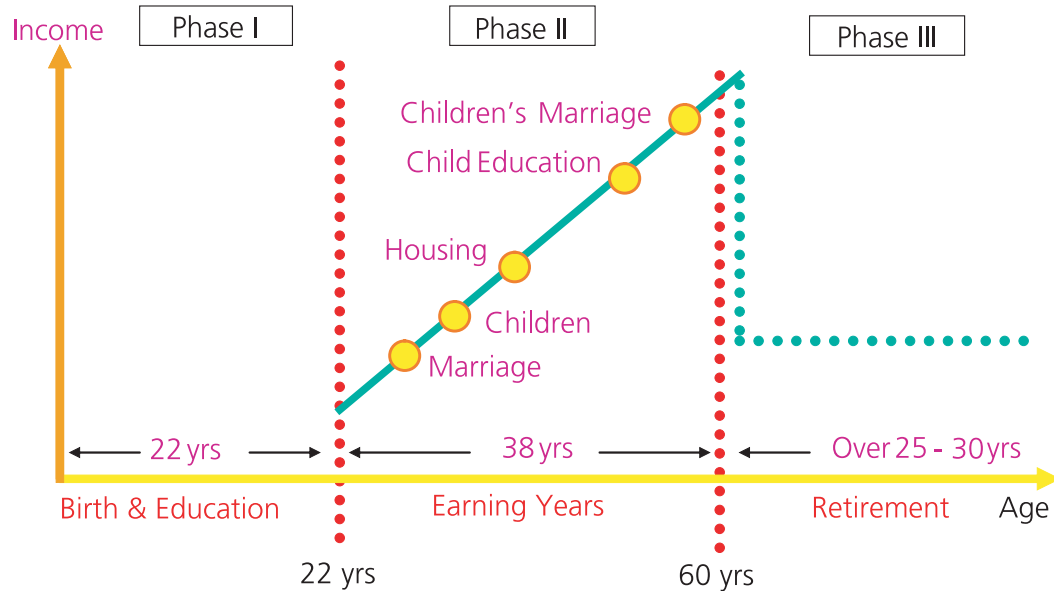 Income
Phase I
Phase II
Phase III
Children's Marriage
Child Education
Housing
Children
Marriage
22 yrs
38 yrs
Over 25 - 30 yrs
Birth & Education
Earning Years
Retirement
Age
22 yrs
60 yrs